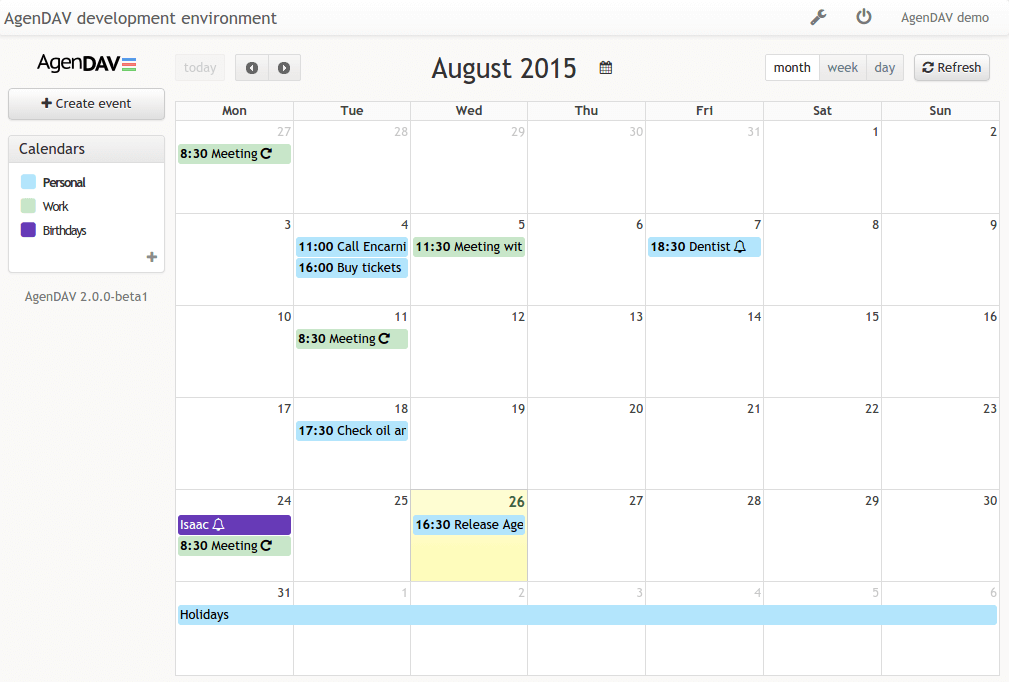 AgenDAV development environment
AgenDAV demo
AgenDAV
Create event
Calendars
Personal
Work
Birthdays
AgenDAV 2.0.0-beta1
today
August 2015
month week day
Refresh
Mon Tue Wed Thu Fri Sat Sun
27 28 29 30 31 1 2
8:30 Meeting
3 4 5 6 7 8 9
11:00 Call Encarni 11:30 Meeting wit 18:30 Dentist
16:00 Buy tickets
10 11 12 13 14 15 16
8:30 Meeting
17 18 19 20 21 22 23
17:30 Check oil ar
24 25 26 27 28 29 30
Isaac 16:30 Release Age
8:30 Meeting
31 1 2 3 4 5 6
Holidays